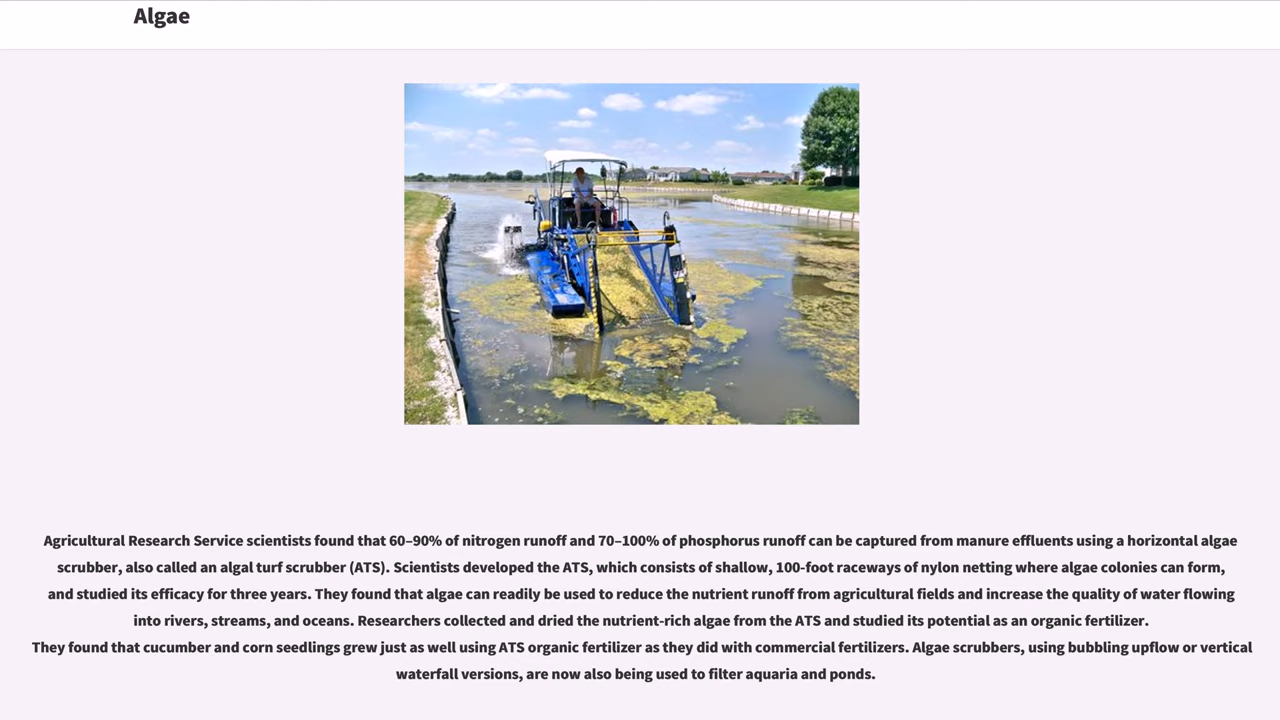 Algae
Agricultural Research Service scientists found that 60–90% of nitrogen runoff and 70–100% of phosphorus runoff can be captured from manure effluents using a horizontal algae
scrubber, also called an algal turf scrubber (ATS). Scientists developed the ATS, which consists of shallow, 100-foot raceways of nylon netting where algae colonies can form,
and studied its efficacy for three years. They found that algae can readily be used to reduce the nutrient runoff from agricultural fields and increase the quality of water flowing
into rivers, streams, and oceans. Researchers collected and dried the nutrient-rich algae from the ATS and studied its potential as an organic fertilizer.
They found that cucumber and corn seedlings grew just as well using ATS organic fertilizer as they did with commercial fertilizers. Algae scrubbers, using bubbling upflow or vertical
waterfall versions, are now also being used to filter aquaria and ponds.